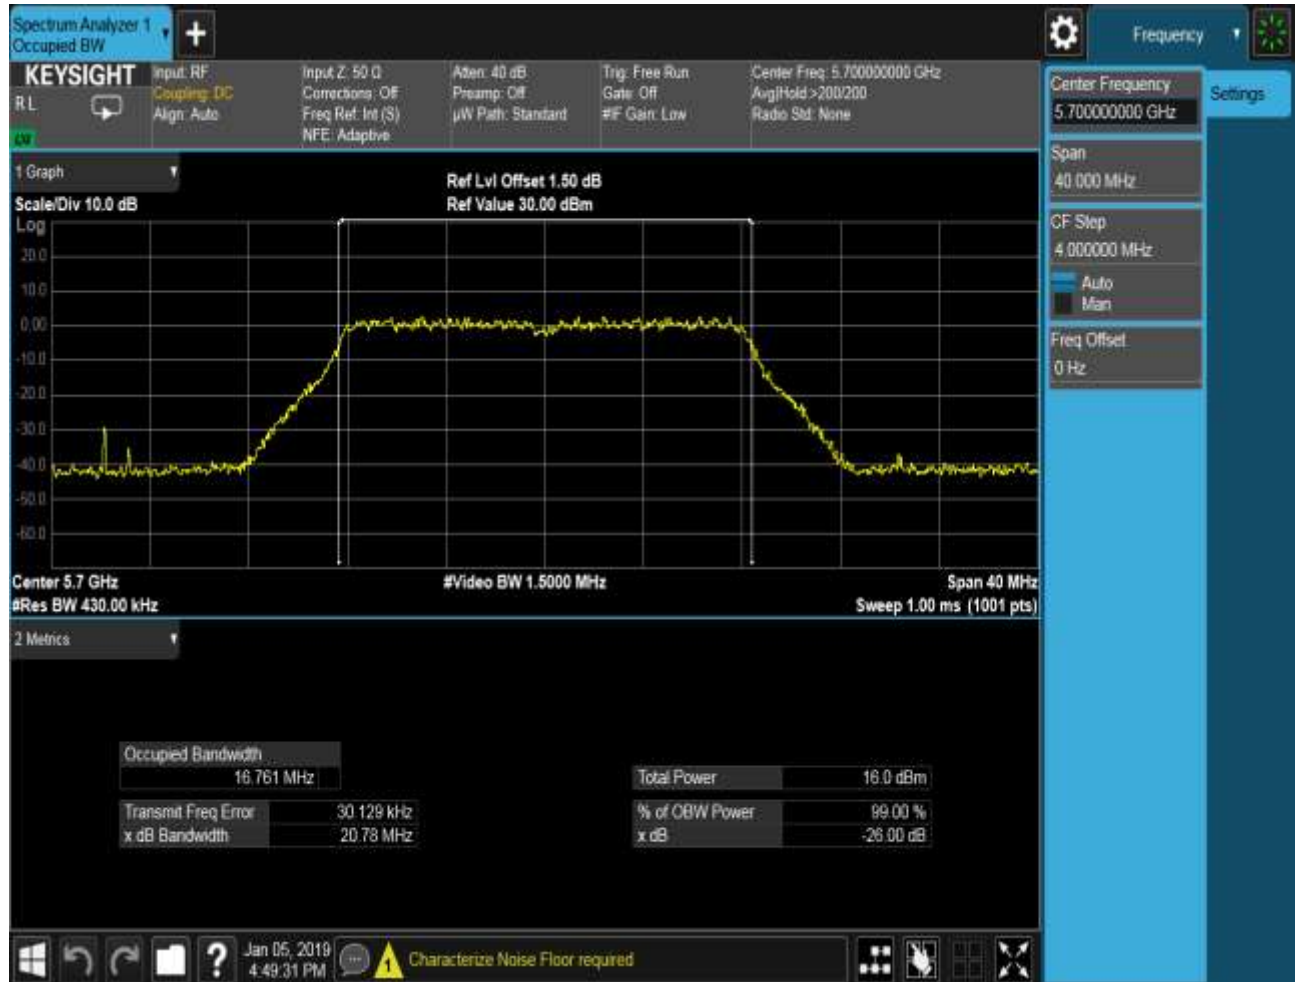 Spectrum Analyzer 1
Occupied BW
Frequency
KEYSIGHT
RL
Input: RF
Coupling: DC
Align: Auto
Input Z: 50 Ω
Corrections: Off
Freq Ref: Int (S)
NFE: Adaptive
Atten: 40 dB
Preamp: Off
µW Path: Standard
Trig: Free Run
Gate: Off
#IF Gain: Low
Center Freq: 5.700000000 GHz
Avg|Hold>200/200
Radio Std: None
Center Frequency
5.700000000 GHz
Settings
Span
40.000 MHz
CF Step
4.000000 MHz
Auto
Man
Freq Offset
0 Hz
1 Graph
Scale/Div 10.0 dB
Ref Lvl Offset 1.50 dB
Ref Value 30.00 dBm
Log
20.0
10.0
0.00
-10.0
-20.0
-30.0
-40.0
-50.0
-60.0
Center 5.7 GHz
#Video BW 1.5000 MHz
Span 40 MHz
#Res BW 430.00 kHz
Sweep 1.00 ms (1001 pts)
2 Metrics
Occupied Bandwidth
16.761 MHz
Total Power 16.0 dBm
Transmit Freq Error 30.129 kHz
% of OBW Power 99.00 %
x dB Bandwidth 20.78 MHz
x dB -26.00 dB
Jan 05, 2019
4:49:31 PM
1
Characterize Noise Floor required